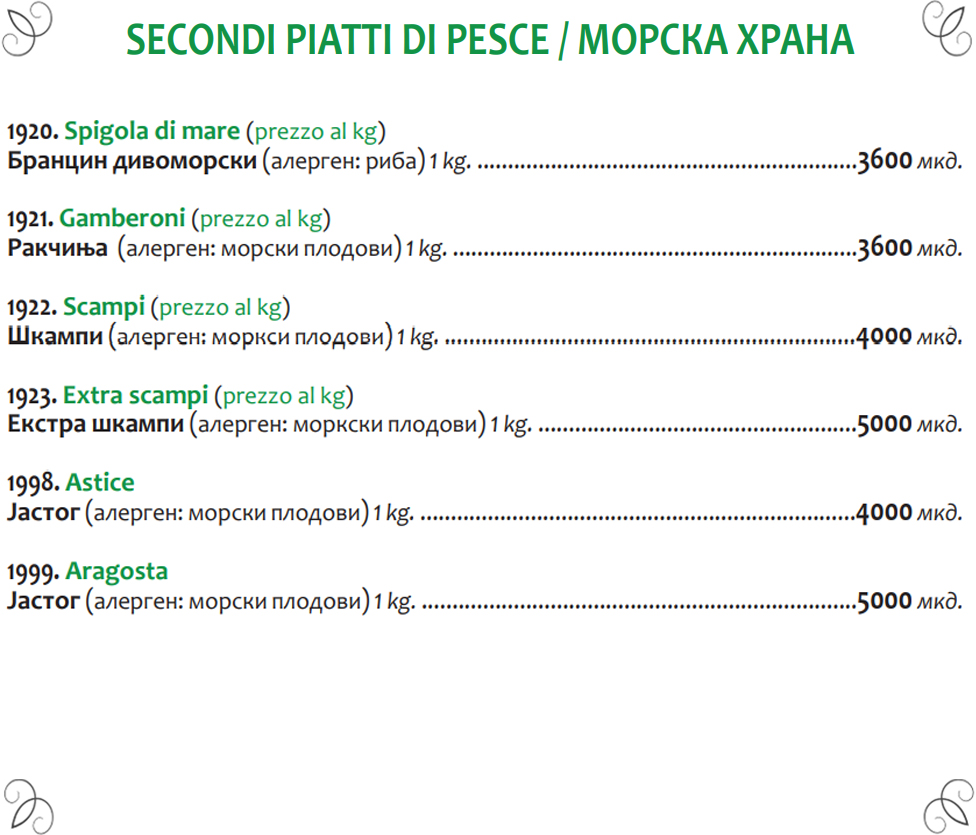 SECONDI PIATTI DI PESCE / МОРСКА ХРАНА
1920. Spigola di mare (prezzo al kg)
Бранцин дивоморски (алерген: риба) 1 kg. ..............................................................3600 мкд.
1921. Gamberoni (prezzo al kg)
Ракчиња (алерген: морски плодови) 1 kg. ..................................................................3600 мкд.
1922. Scampi (prezzo al kg)
Шкампи (алерген: моркси плодови) 1 kg. ....................................................................4000 мкд.
1923. Extra scampi (prezzo al kg)
Екстра шкампи (алерген: моркски плодови) 1 kg. ....................................................5000 мкд.
1998. Astice
Јастог (алерген: морски плодови) 1 kg. .......................................................................4000 мкд.
1999. Aragosta
Јастог (алерген: морски плодови) 1 kg. .......................................................................5000 мкд.